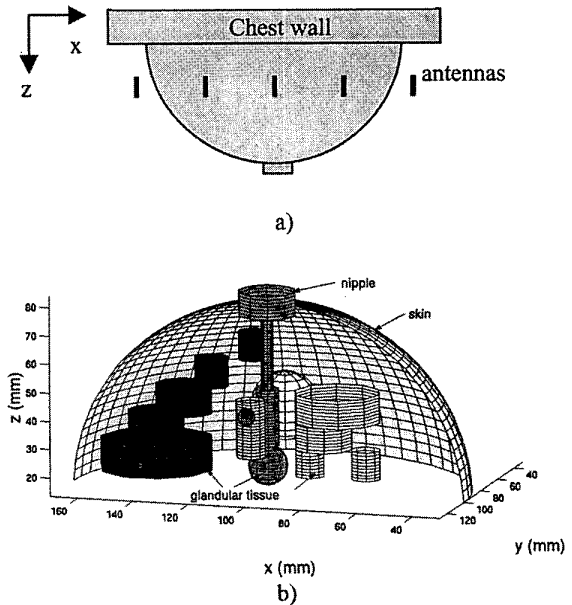 Chest wall
x
z
antennas
a)
nipple
skin
80
70
60
50
40
30
20
z (mm)
glandular tissue
160
140
120
100
80
60
40
40
60
80
100
120
y (mm)
x (mm)
b)